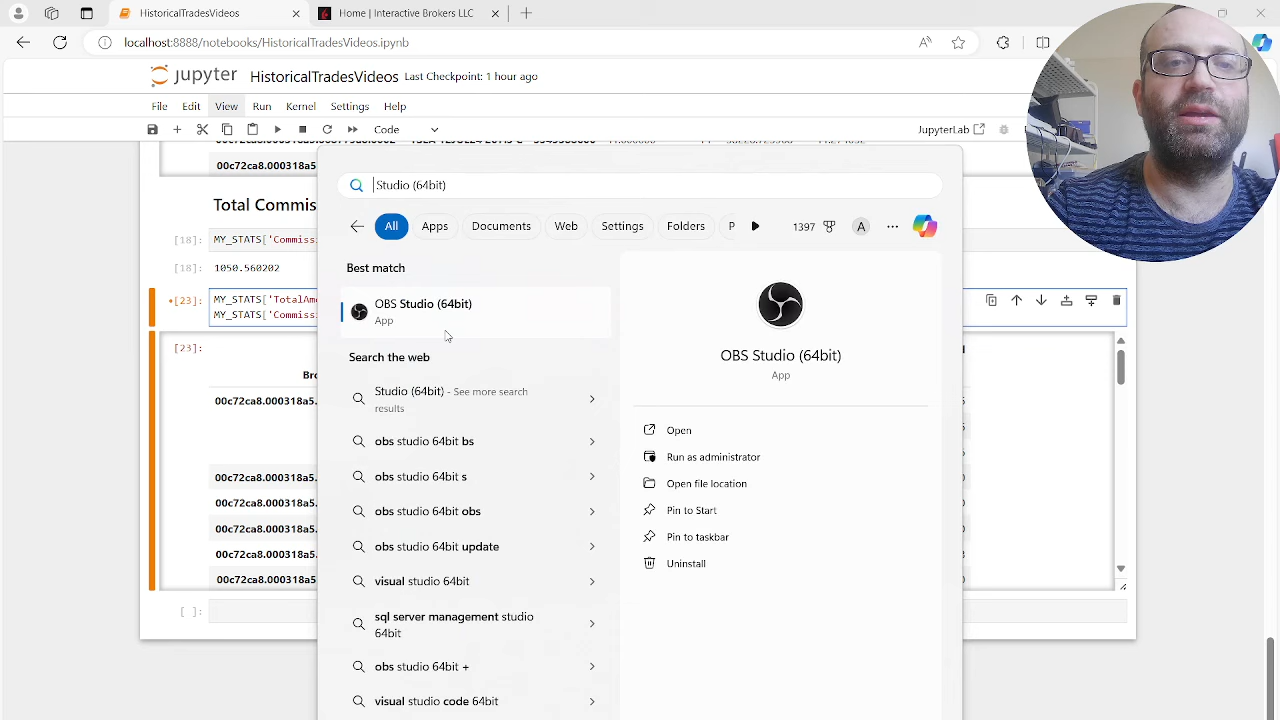 HistoricalTradesVideos
Home | Interactive Brokers LLC
localhost:8888/notebooks/HistoricalTradesVideos.ipynb
jupyter HistoricalTradesVideos Last Checkpoint: 1 hour ago
File Edit View Run Kernel Settings Help
Code
JupyterLab
00c72ca8.000318a5.
Total Commis
[18]: MY_STATS['Commis
[18]: 1050.560202
[23]: MY_STATS['TotalAm
MY_STATS['Commis
[23]:
Bro
00c72ca8.000318a5.
00c72ca8.000318a5.
00c72ca8.000318a5.
00c72ca8.000318a5.
00c72ca8.000318a5.
00c72ca8.000318a5.
[ ]:
Studio (64bit)
All Apps Documents Web Settings Folders P 1397 A
Best match
OBS Studio (64bit)
App
Search the web
Studio (64bit) - See more search
results
obs studio 64bit bs
obs studio 64bit s
obs studio 64bit obs
obs studio 64bit update
visual studio 64bit
sql server management studio
64bit
obs studio 64bit +
visual studio code 64bit
OBS Studio (64bit)
App
Open
Run as administrator
Open file location
Pin to Start
Pin to taskbar
Uninstall